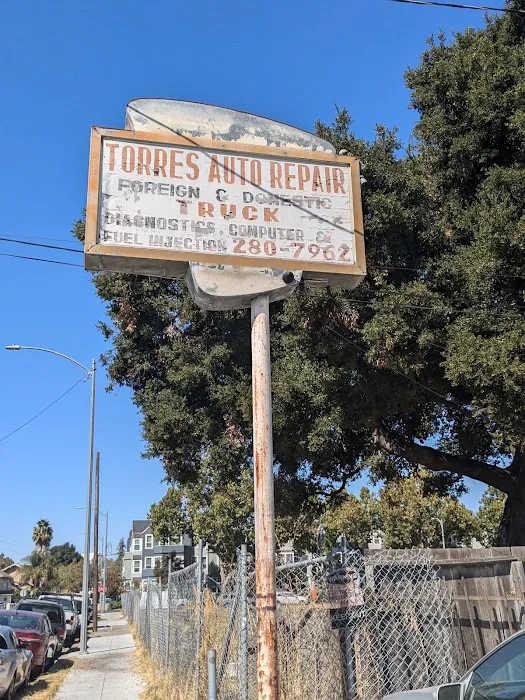 TORRES AUTO REPAIR
FOREIGN & DOMESTIC
TRUCK
DIAGNOSTICS, COMPUTER &
FUEL INJECTION 280-7962